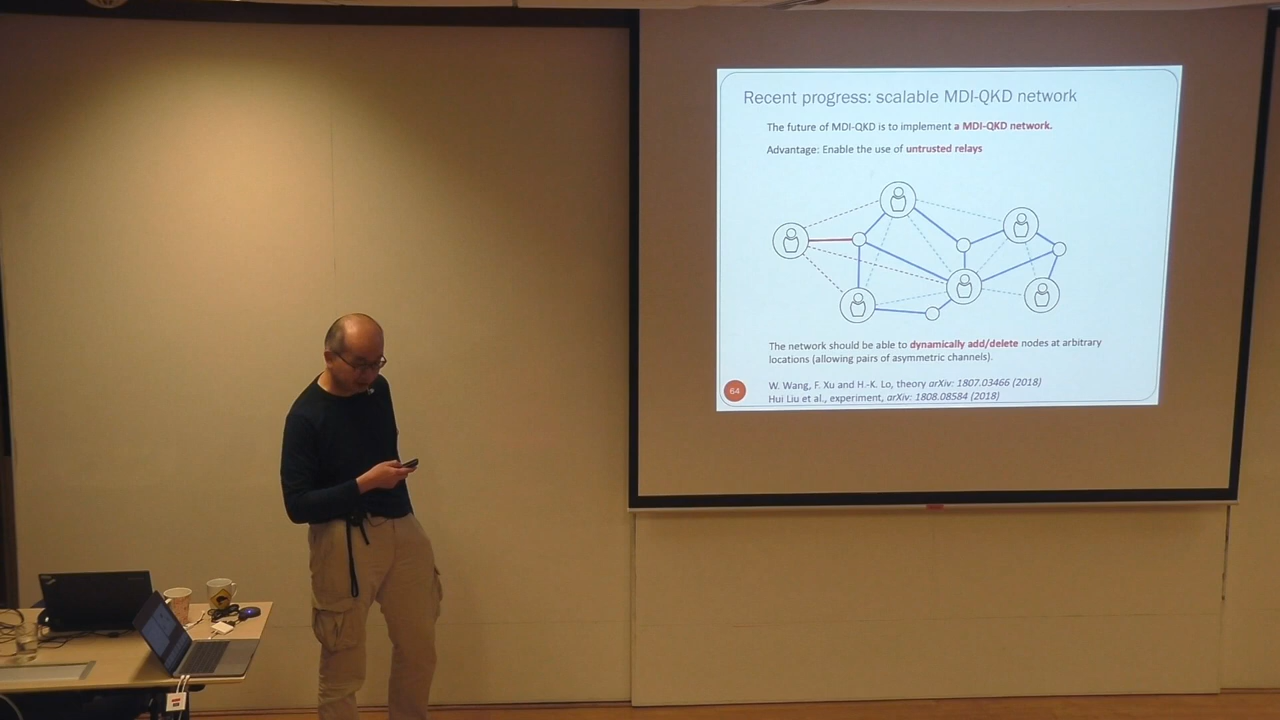 Recent progress: scalable MDI-QKD network
The future of MDI-QKD is to implement a MDI-QKD network.
Advantage: Enable the use of untrusted relays
The network should be able to dynamically add/delete nodes at arbitrary
locations (allowing pairs of asymmetric channels).
64
W. Wang, F. Xu and H.-K. Lo, theory arXiv: 1807.03466 (2018)
Hui Liu et al., experiment, arXiv: 1808.08584 (2018)